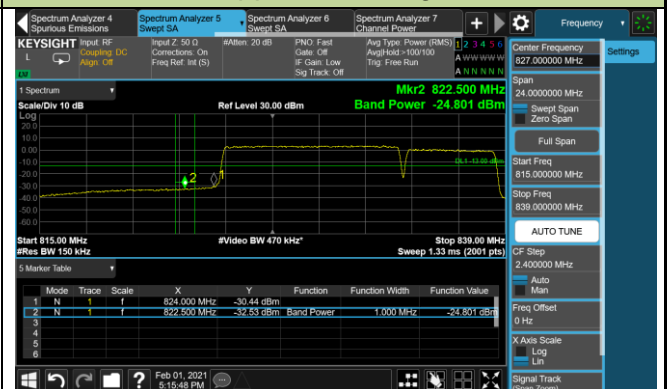 Spectrum Analyzer 4
Spurious Emissions
Spectrum Analyzer 5
Swept SA
Spectrum Analyzer 6
Swept SA
Spectrum Analyzer 7
Channel Power
Frequency
KEYSIGHT
L
Input: RF
Coupling: DC
Align: Off
Input Z: 50 Ω
Corrections: On
Freq Ref: Int (S)
#Atten: 20 dB
PNO: Fast
Gate: Off
IF Gain: Low
Sig Track: Off
Avg Type: Power (RMS)
Avg|Hold:>100/100
Trig: Free Run
1 2 3 4 5 6
A W W W W W
A N N N N N
1 Spectrum
Scale/Div 10 dB
Ref Level 30.00 dBm
Mkr2 822.500 MHz
Band Power -24.801 dBm
Log
20.0
10.0
0.00
-10.0
-20.0
-30.0
-40.0
-50.0
-60.0
DL1 -13.00 dBm
2
1
Start 815.00 MHz
#Res BW 150 kHz
#Video BW 470 kHz*
Stop 839.00 MHz
Sweep 1.33 ms (2001 pts)
5 Marker Table
Mode Trace Scale X Y Function Function Width Function Value
1 N 1 f 824.000 MHz -30.44 dBm
2 N 1 f 822.500 MHz -32.53 dBm Band Power 1.000 MHz -24.801 dBm
3
4
5
6
Feb 01, 2021
5:15:48 PM
Center Frequency
827.000000 MHz
Settings
Span
24.0000000 MHz
Swept Span
Zero Span
Full Span
Start Freq
815.000000 MHz
Stop Freq
839.000000 MHz
AUTO TUNE
CF Step
2.400000 MHz
Auto
Man
Freq Offset
0 Hz
X Axis Scale
Log
Lin
Signal Track
(Span Zoom)